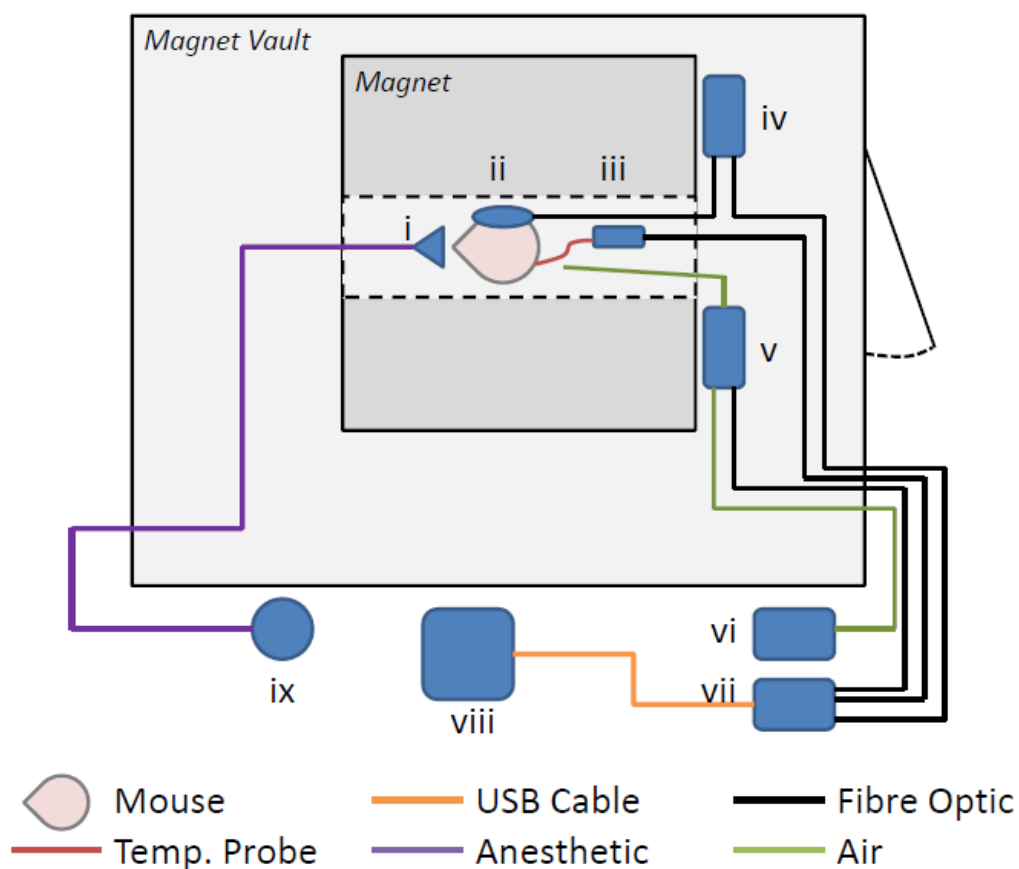 Magnet Vault
Magnet
iv
ii
iii
i
v
vi
vii
ix
viii
Mouse
USB Cable
Fibre Optic
Temp. Probe
Anesthetic
Air